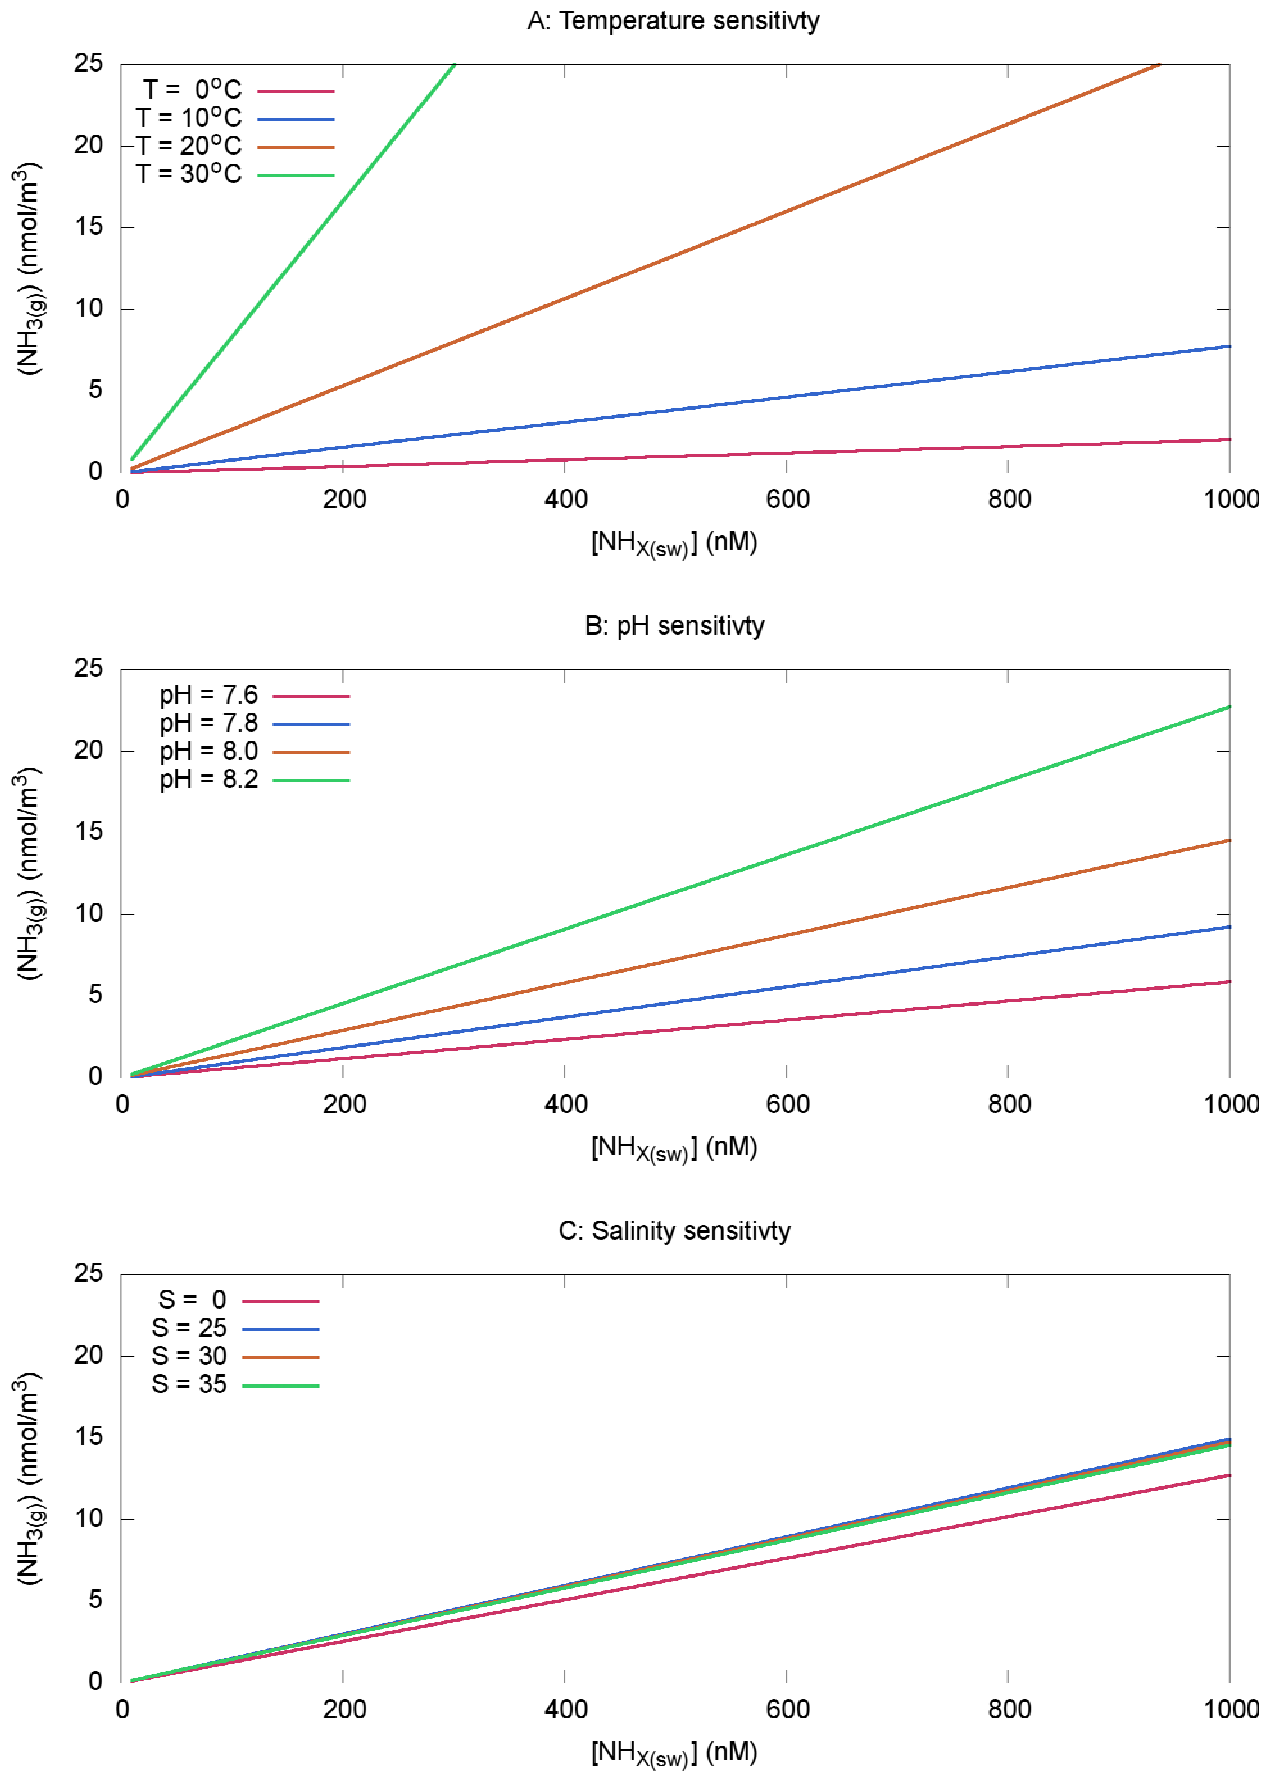 A: Temperature sensitivty
25
20
15
10
5
0
(NH3(g)) (nmol/m³)
T = 0°C
T = 10°C
T = 20°C
T = 30°C
0 200 400 600 800 1000
[NHX(sw)] (nM)
B: pH sensitivty
25
20
15
10
5
0
(NH3(g)) (nmol/m³)
pH = 7.6
pH = 7.8
pH = 8.0
pH = 8.2
0 200 400 600 800 1000
[NHX(sw)] (nM)
C: Salinity sensitivty
25
20
15
10
5
0
(NH3(g)) (nmol/m³)
S = 0
S = 25
S = 30
S = 35
0 200 400 600 800 1000
[NHX(sw)] (nM)